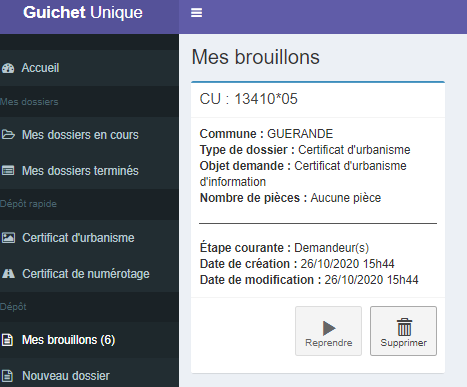 Guichet Unique
Accueil
Mes dossiers
Mes dossiers en cours
Mes dossiers terminés
Dépôt rapide
Certificat d'urbanisme
Certificat de numérotage
Dépôt
Mes brouillons (6)
Nouveau dossier
Mes brouillons
CU : 13410*05
Commune : GUERANDE
Type de dossier : Certificat d'urbanisme
Objet demande : Certificat d'urbanisme
d'information
Nombre de pièces : Aucune pièce
Étape courante : Demandeur(s)
Date de création : 26/10/2020 15h44
Date de modification : 26/10/2020 15h44
Reprendre
Supprimer